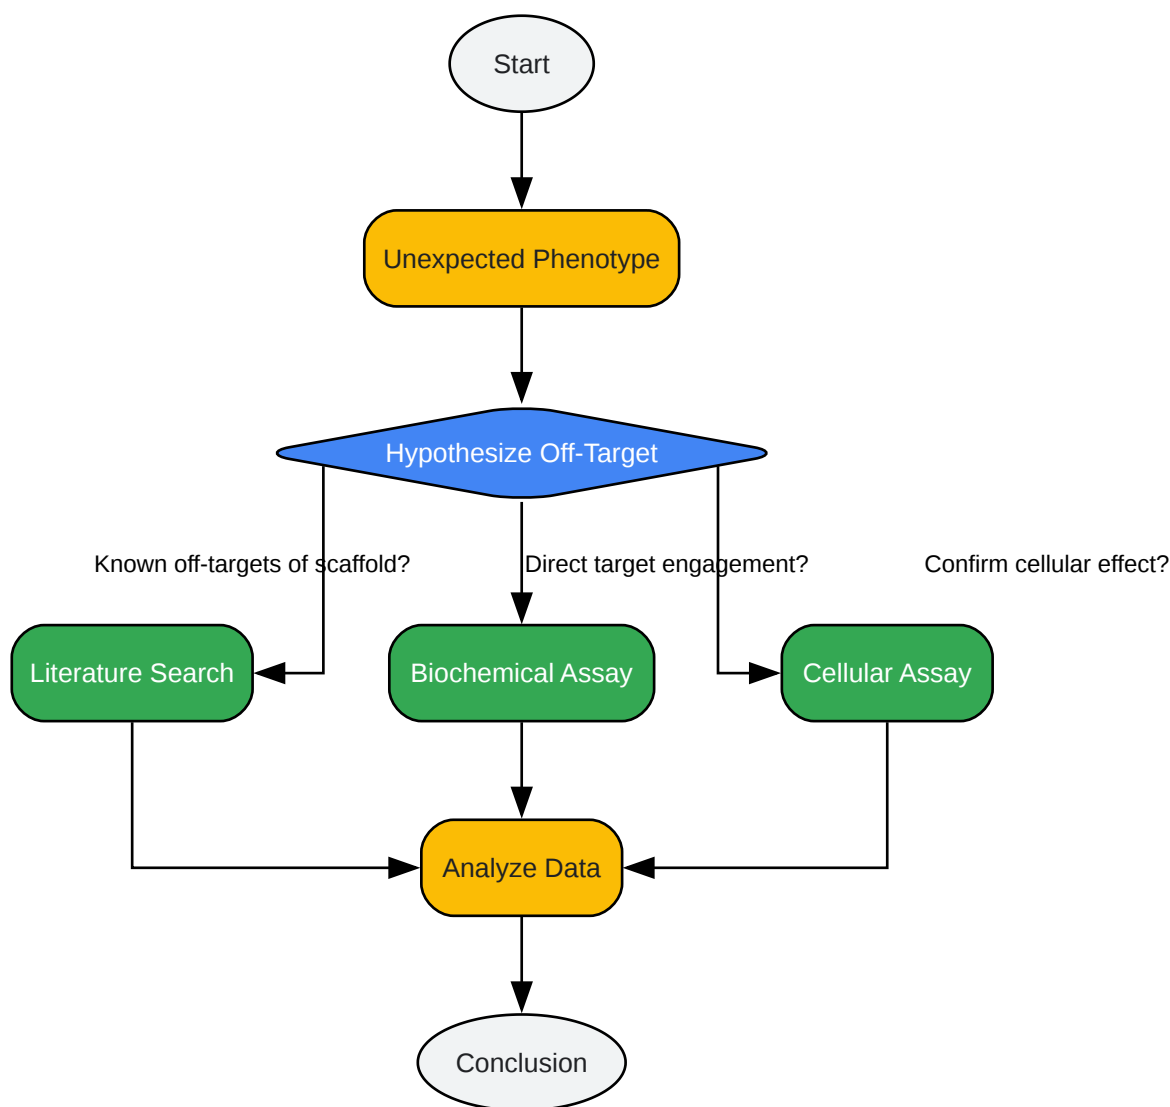 Start
Unexpected Phenotype
Hypothesize Off-Target
Known off-targets of scaffold?
Direct target engagement?
Confirm cellular effect?
Literature Search
Biochemical Assay
Cellular Assay
Analyze Data
Conclusion